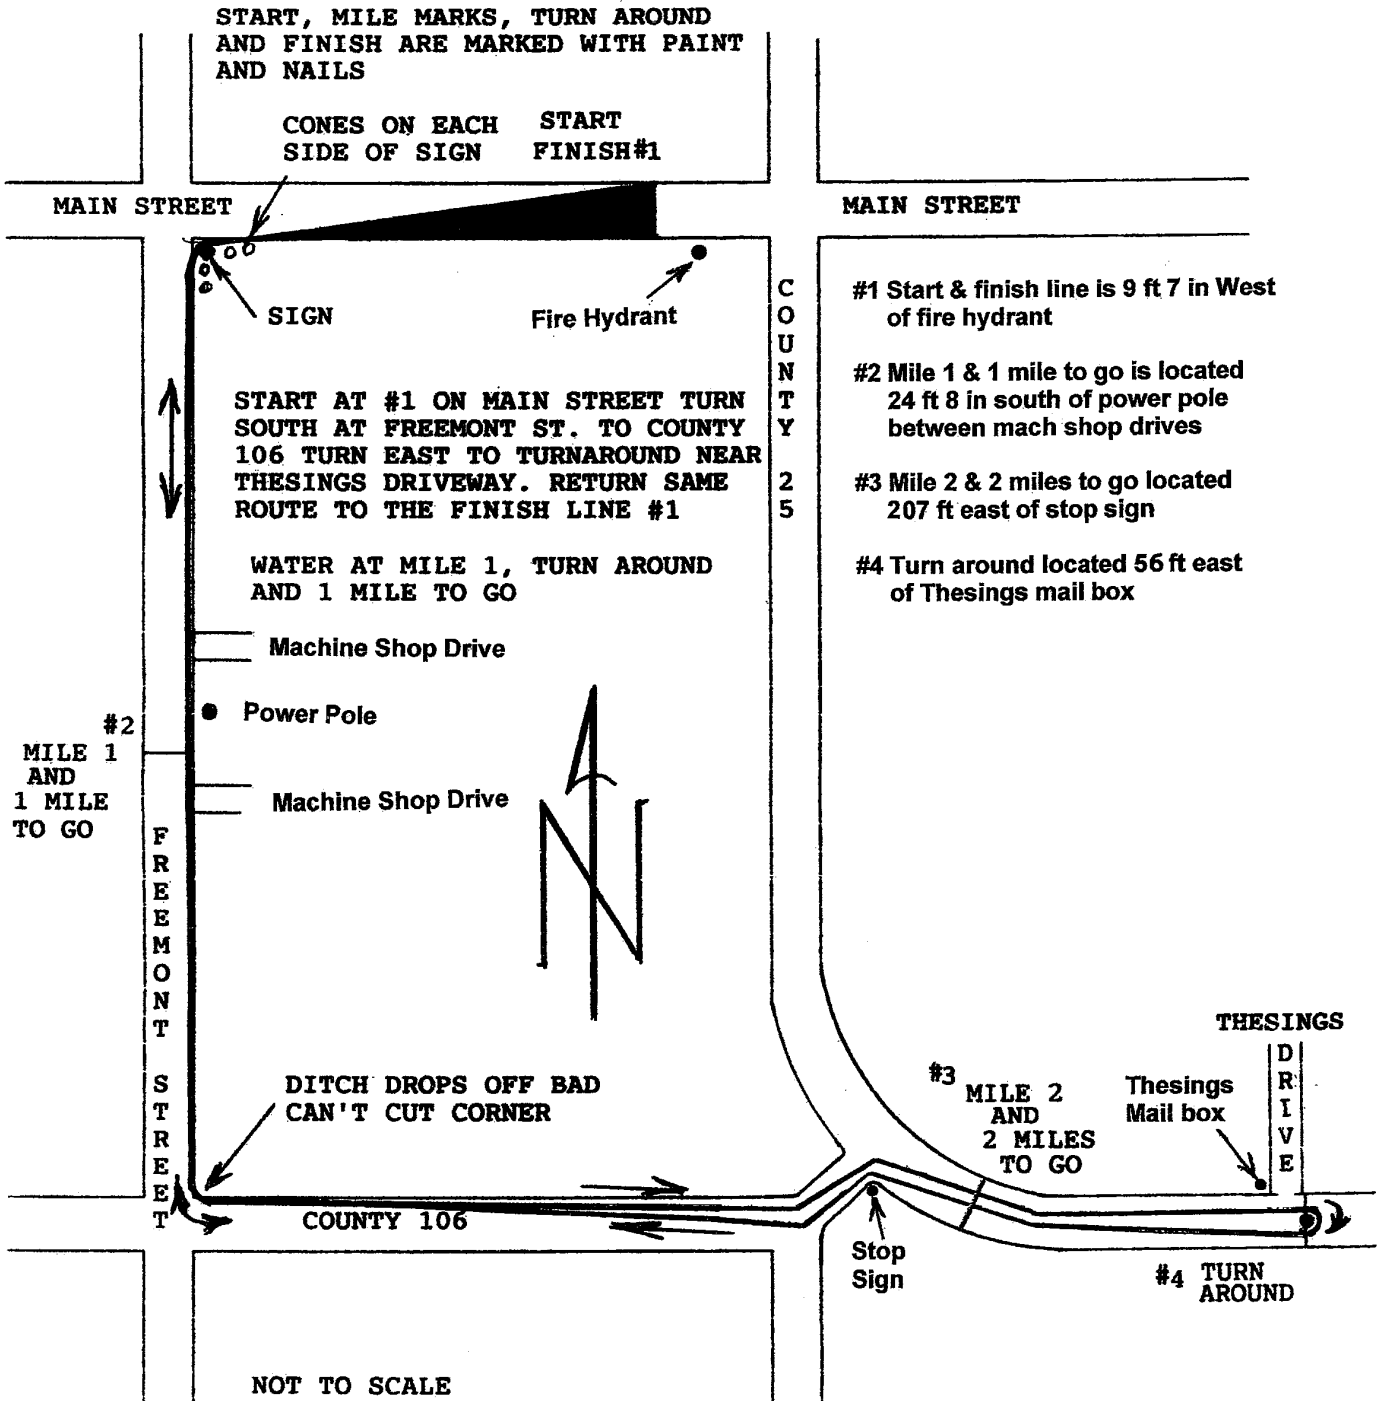 START, MILE MARKS, TURN AROUND
AND FINISH ARE MARKED WITH PAINT
AND NAILS
CONES ON EACH
SIDE OF SIGN
START
FINISH#1
MAIN STREET
MAIN STREET
SIGN
Fire Hydrant
COUNTY 25
#1 Start & finish line is 9 ft 7 in West
of fire hydrant
#2 Mile 1 & 1 mile to go is located
24 ft 8 in south of power pole
between mach shop drives
#3 Mile 2 & 2 miles to go located
207 ft east of stop sign
#4 Turn around located 56 ft east
of Thesings mail box
START AT #1 ON MAIN STREET TURN
SOUTH AT FREEMONT ST. TO COUNTY
106 TURN EAST TO TURNAROUND NEAR
THESINGS DRIVEWAY. RETURN SAME
ROUTE TO THE FINISH LINE #1
WATER AT MILE 1, TURN AROUND
AND 1 MILE TO GO
Machine Shop Drive
Power Pole
#2
MILE 1
AND
1 MILE
TO GO
Machine Shop Drive
N
FREEMONT STREET
DITCH DROPS OFF BAD
CAN'T CUT CORNER
#3
MILE 2
AND
2 MILES
TO GO
THESINGS
DRIVE
Thesings
Mail box
COUNTY 106
Stop
Sign
#4 TURN
AROUND
NOT TO SCALE